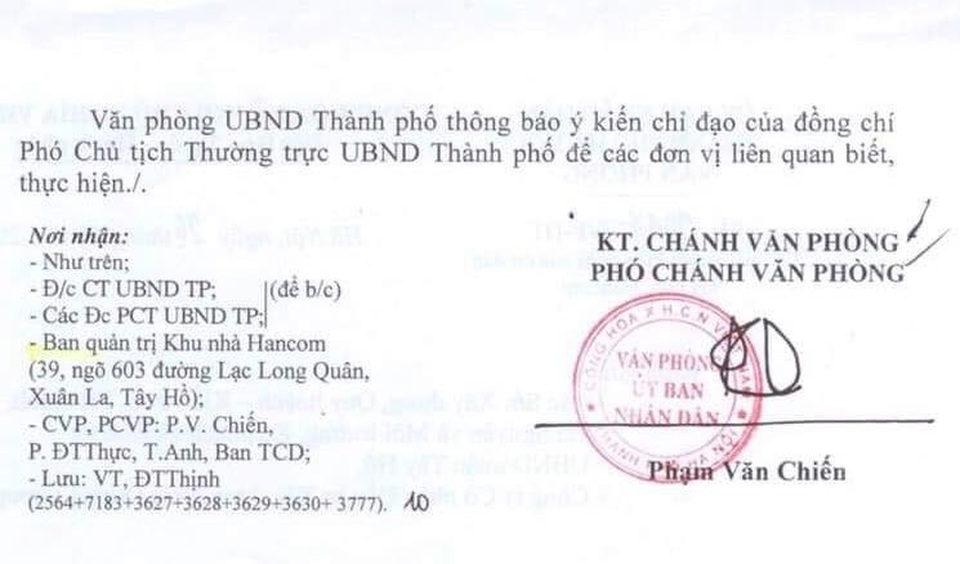 Văn phòng UBND Thành phố thông báo ý kiến chỉ đạo của đồng chí
Phó Chủ tịch Thường trực UBND Thành phố để các đơn vị liên quan biết,
thực hiện./.
Nơi nhận:
- Như trên;
- Đ/c CT UBND TP; (để b/c)
- Các Đc PCT UBND TP;
- Ban quản trị Khu nhà Hancom
(39, ngõ 603 đường Lạc Long Quân,
Xuân La, Tây Hồ);
- CVP, PCVP: P.V. Chiến,
P. ĐTThực, T.Anh, Ban TCD;
- Lưu: VT, ĐTThịnh
(2564+7183+3627+3628+3629+3630+ 3777). 10
KT. CHÁNH VĂN PHÒNG
PHÓ CHÁNH VĂN PHÒNG
VĂN PHÒNG
ỦY BAN
NHÂN DÂN
Phạm Văn Chiến